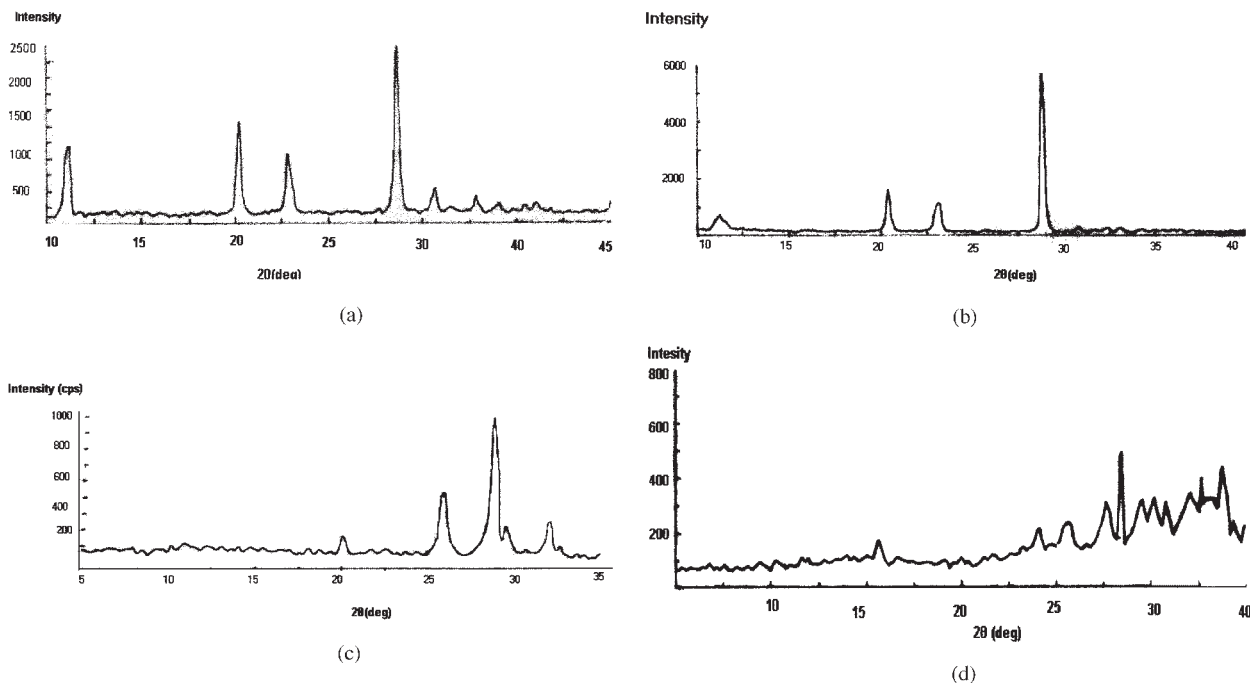 Intensity
2500
2000
1500
1000
500
10 15 20 25 30 35 40 45
2θ(deg)
(a)
Intensity
6000
4000
2000
10 15 20 25 30 35 40
2θ(deg)
(b)
Intensity (cps)
1000
800
600
400
200
5 10 15 20 25 30 35
2θ(deg)
(c)
Intesity
800
600
400
200
10 15 20 25 30 40
2θ (deg)
(d)